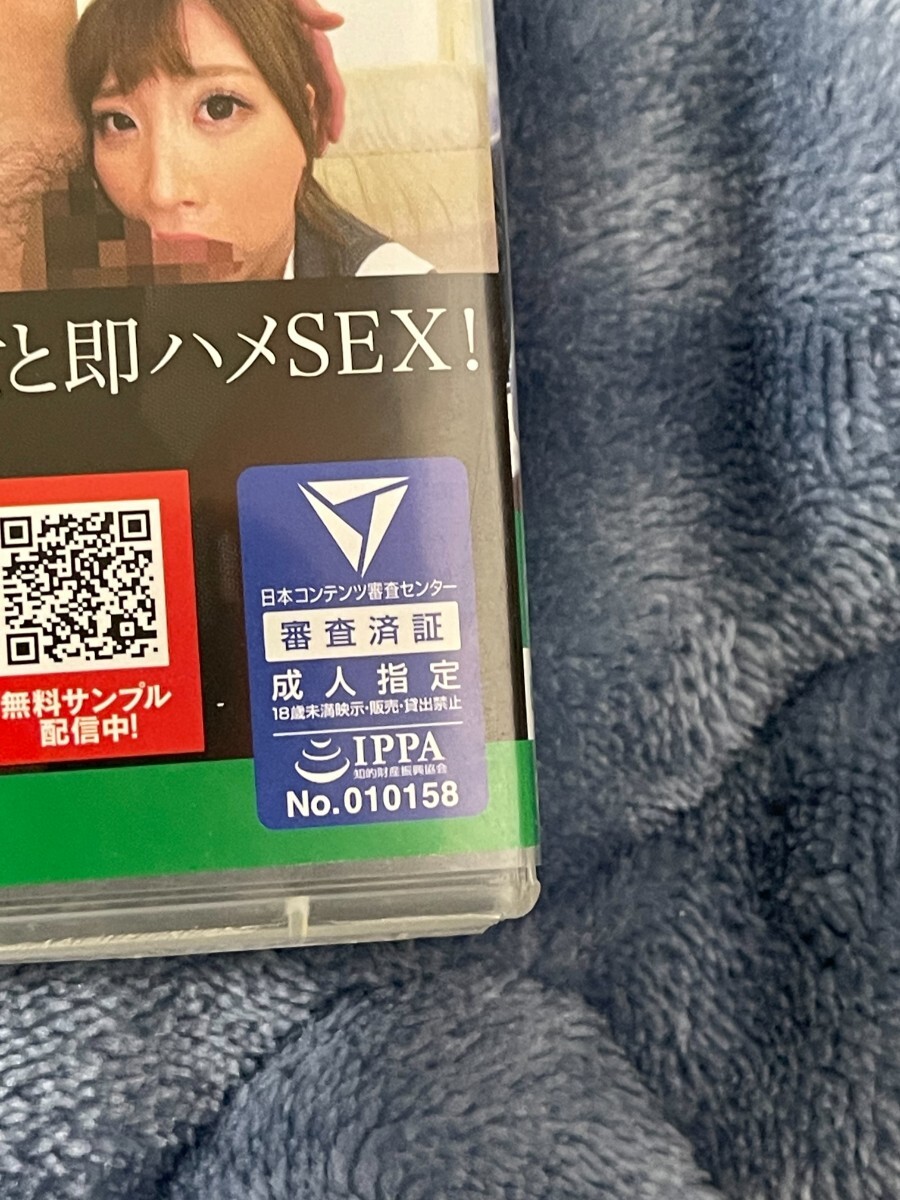 と即ハメSEX!
無料サンプル
配信中!
日本コンテンツ審査センター
審査済証
成人指定
18歳未満映示・販売・貸出禁止
IPPA
知的財産振興協会
No.010158